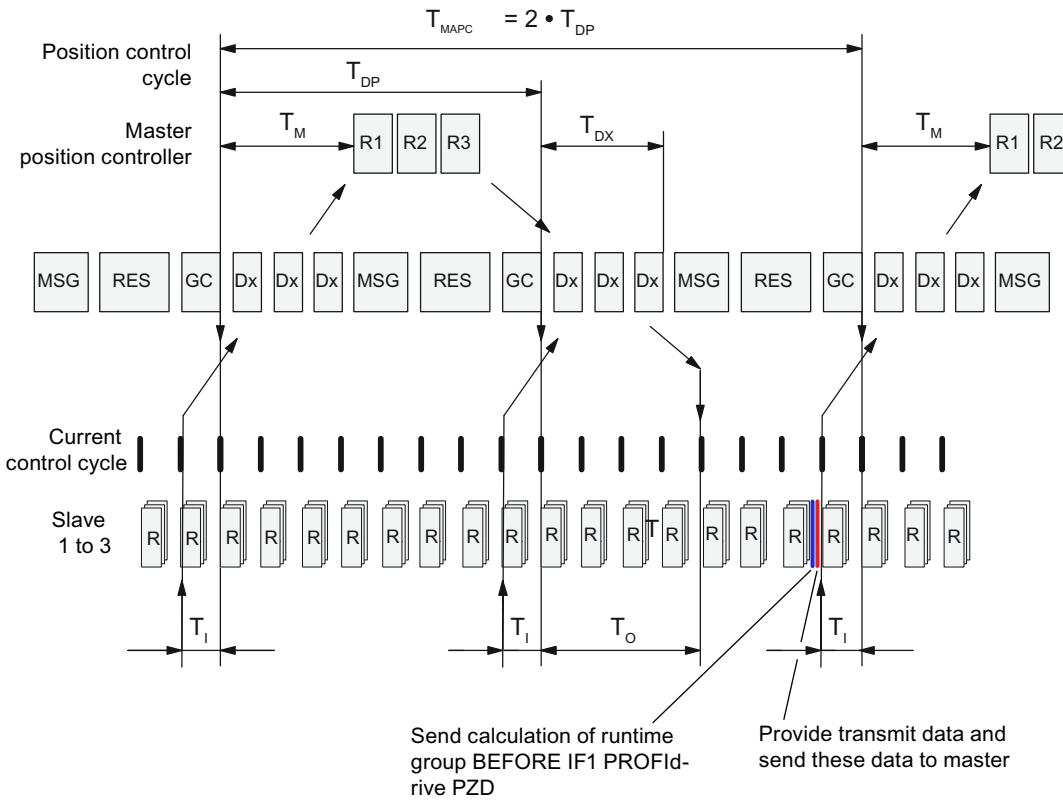 T_MAPC = 2 • T_DP
Position control
cycle
T_DP
Master
position controller
T_M
R1 R2 R3
T_DX
T_M
R1 R2
MSG RES GC Dx Dx Dx MSG RES GC Dx Dx Dx MSG RES GC Dx Dx Dx MSG
Current
control cycle
Slave
1 to 3
R R R R R R R R R R R R R T R R R R R R R R
T_I T_I T_O T_I
Send calculation of runtime
group BEFORE IF1 PROFId-
rive PZD
Provide transmit data and
send these data to master